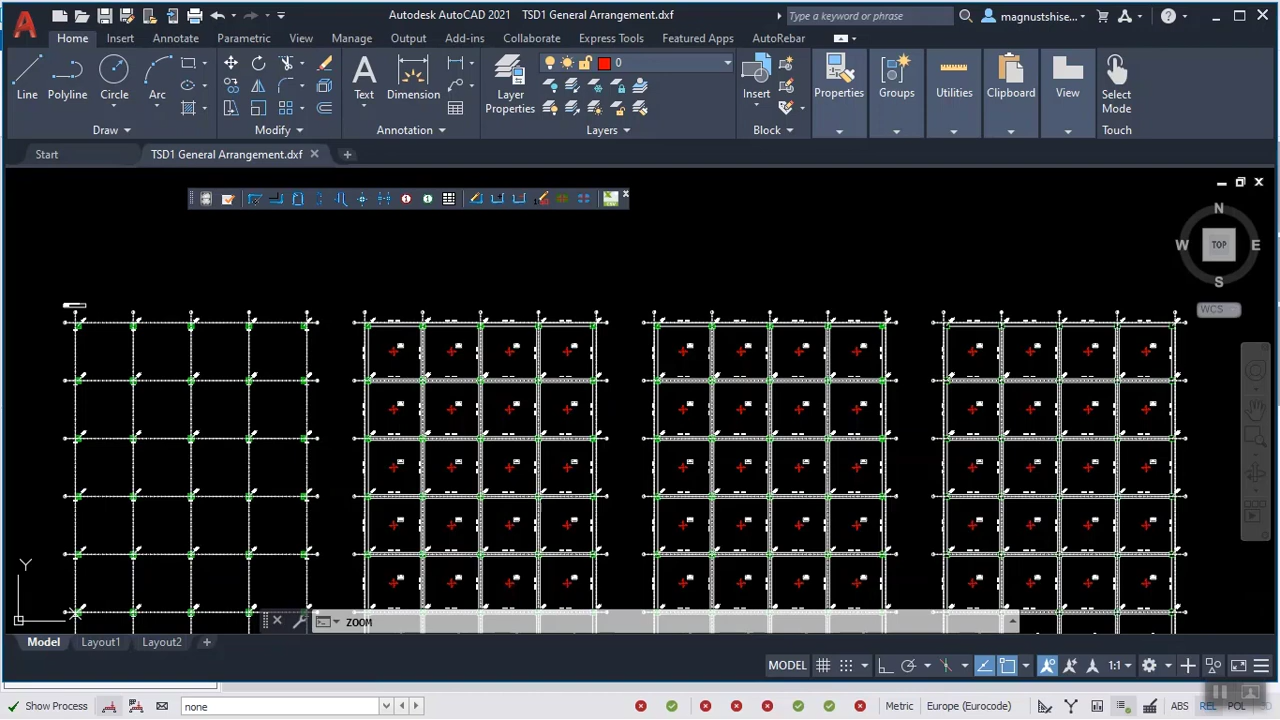 Autodesk AutoCAD 2021 TSD1 General Arrangement.dxf
Type a keyword or phrase
magnustshise...
Home Insert Annotate Parametric View Manage Output Add-ins Collaborate Express Tools Featured Apps AutoRebar
0
Line Polyline Circle Arc
Text Dimension
Layer Properties
Insert
Properties Groups Utilities Clipboard View
Select Mode
Draw Modify Annotation Layers Block Touch
Start TSD1 General Arrangement.dxf
N
W TOP E
S
WCS
Y
ZOOM
Model Layout1 Layout2
MODEL 1:1
Show Process none Metric Europe (Eurocode) ABS REL POL